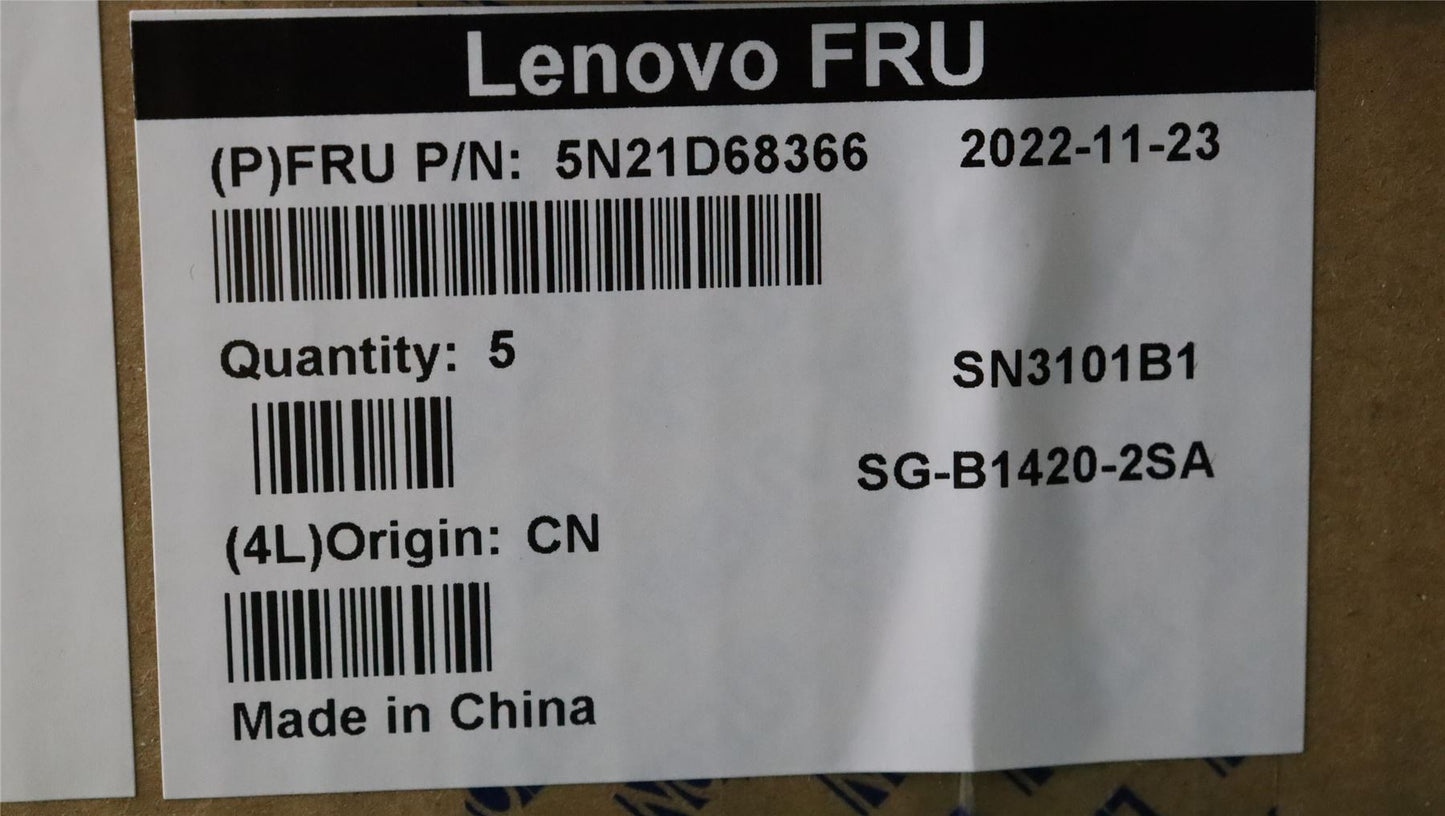 Lenovo FRU
(P)FRU P/N: 5N21D68366 2022-11-23
Quantity: 5
SN3101B1
SG-B1420-2SA
(4L)Origin: CN
Made in China